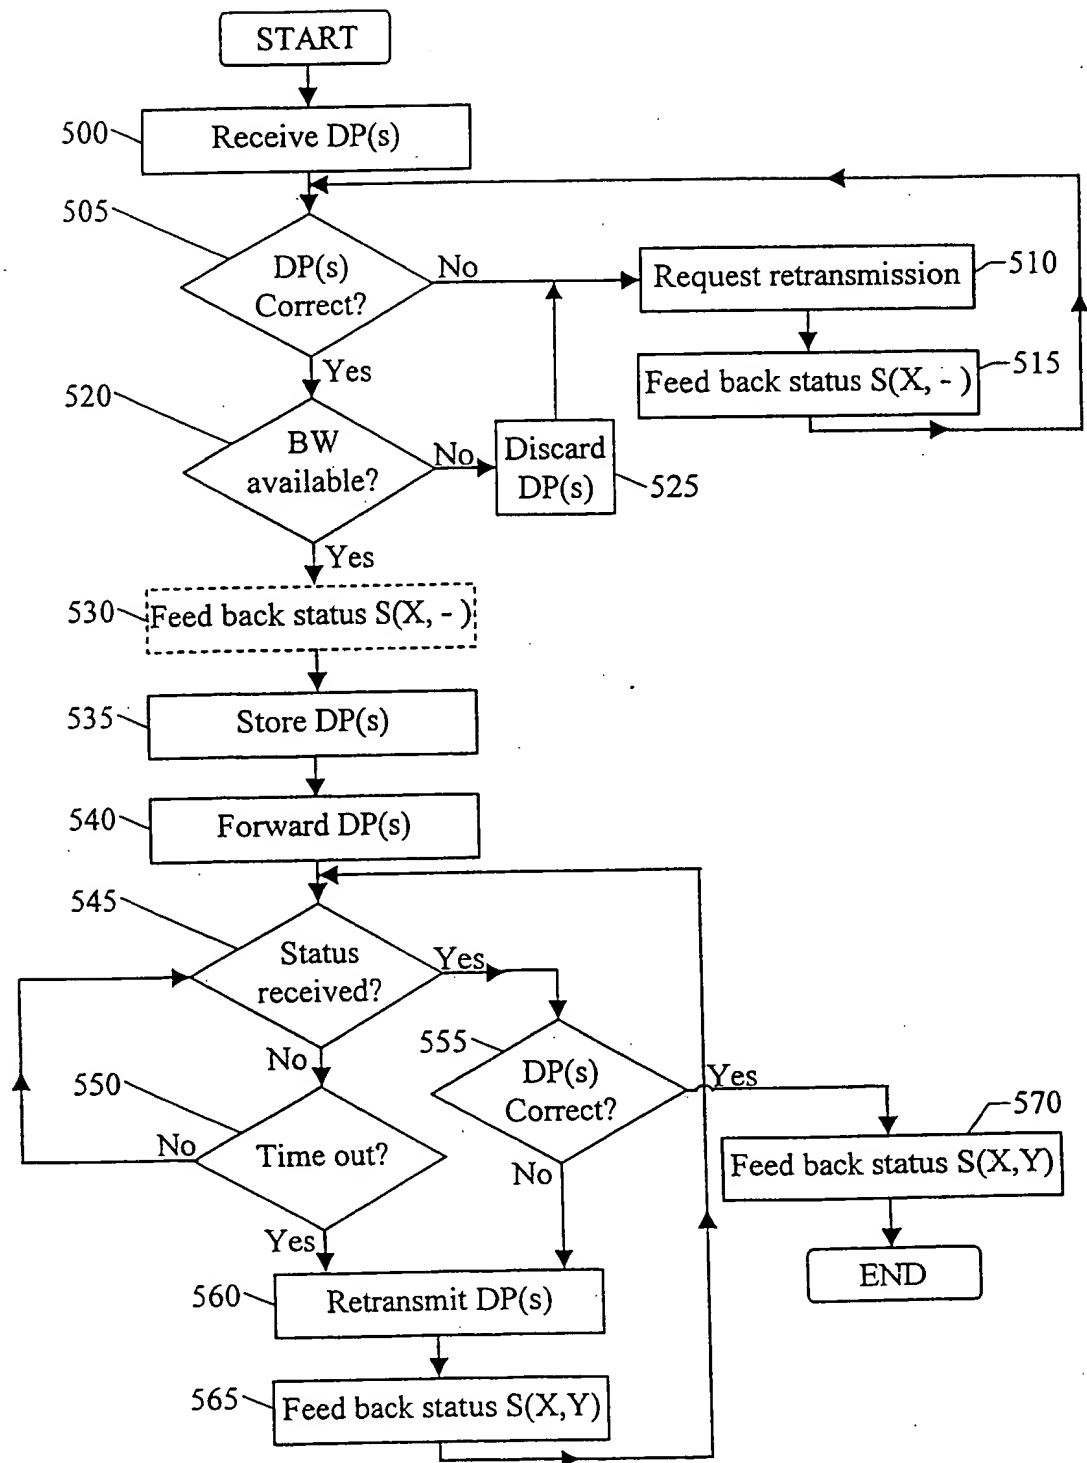 START
500
Receive DP(s)
505
DP(s)
Correct?
No
Request retransmission
510
Yes
Feed back status S(X, - )
515
520
BW
available?
No
Discard
DP(s)
525
Yes
530
Feed back status S(X, - )
535
Store DP(s)
540
Forward DP(s)
545
Status
received?
Yes
No
555
DP(s)
Correct?
Yes
550
Time out?
No
No
570
Feed back status S(X,Y)
Yes
560
Retransmit DP(s)
END
565
Feed back status S(X,Y)